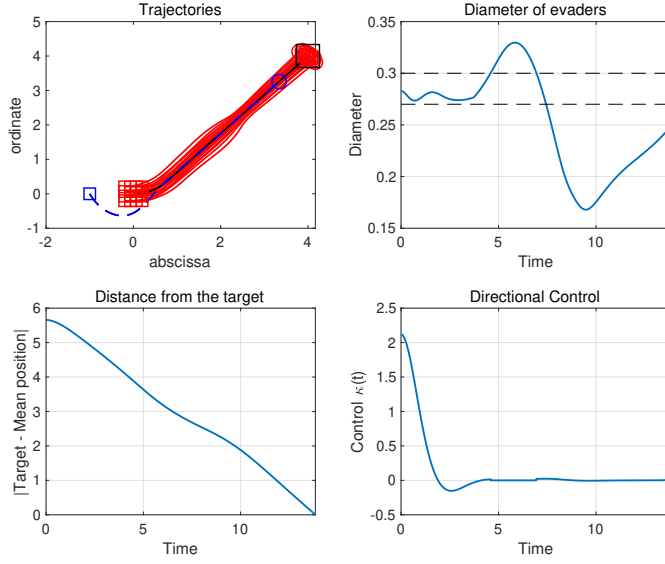 Trajectories
5
4
3
2
1
0
-1
-2 0 2 4
ordinate
abscissa
Diameter of evaders
0.35
0.3
0.25
0.2
0.15
0 5 10
Diameter
Time
Distance from the target
6
5
4
3
2
1
0
0 5 10
|Target - Mean position|
Time
Directional Control
2.5
2
1.5
1
0.5
0
-0.5
0 5 10
Control κ(t)
Time